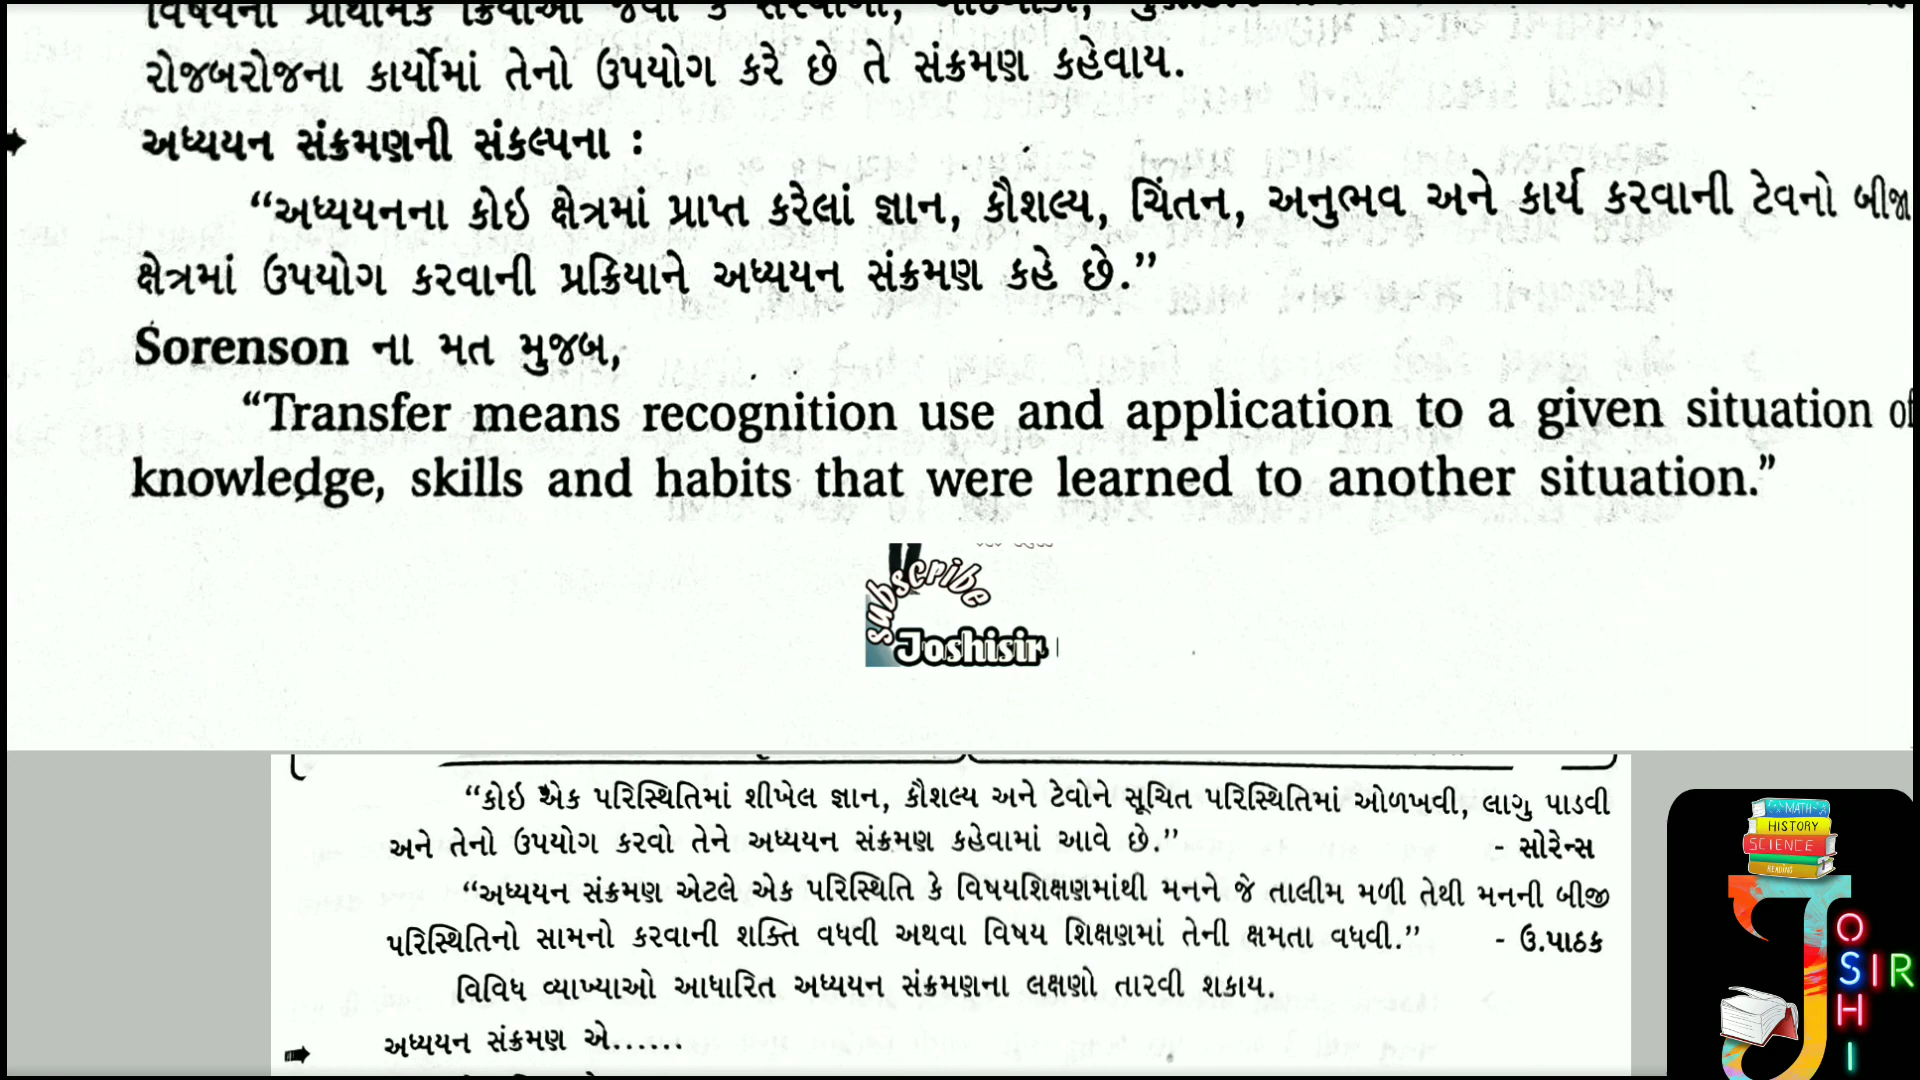 વિષયના પ્રાથમિક ક્રિયાઓ જેવી કે
રોજબરોજના કાર્યોમાં તેનો ઉપયોગ કરે છે તે સંક્રમણ કહેવાય.
અધ્યયન સંક્રમણની સંકલ્પના :
“અધ્યયનના કોઇ ક્ષેત્રમાં પ્રાપ્ત કરેલાં જ્ઞાન, કૌશલ્ય, ચિંતન, અનુભવ અને કાર્ય કરવાની ટેવનો બીજા
ક્ષેત્રમાં ઉપયોગ કરવાની પ્રક્રિયાને અધ્યયન સંક્રમણ કહે છે.”
Sorenson ના મત મુજબ,
“Transfer means recognition use and application to a given situation of
knowledge, skills and habits that were learned to another situation.”
subscribe
Joshisir
“કોઇ એક પરિસ્થિતિમાં શીખેલ જ્ઞાન, કૌશલ્ય અને ટેવોને સૂચિત પરિસ્થિતિમાં ઓળખવી, લાગુ પાડવી
અને તેનો ઉપયોગ કરવો તેને અધ્યયન સંક્રમણ કહેવામાં આવે છે.” - સોરેન્સ
“અધ્યયન સંક્રમણ એટલે એક પરિસ્થિતિ કે વિષયશિક્ષણમાંથી મનને જે તાલીમ મળી તેથી મનની બીજી
પરિસ્થિતિનો સામનો કરવાની શક્તિ વધવી અથવા વિષય શિક્ષણમાં તેની ક્ષમતા વધવી.” - ઉ.પાઠક
વિવિધ વ્યાખ્યાઓ આધારિત અધ્યયન સંક્રમણના લક્ષણો તારવી શકાય.
અધ્યયન સંક્રમણ એ.......
MATH
HISTORY
SCIENCE
READING
JOSHI SIR